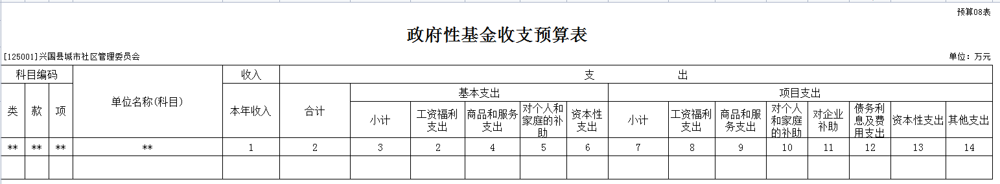 预算08表
政府性基金收支预算表
[125001]兴国县城市社区管理委员会 单位：万元
科目编码 单位名称(科目) 收入 支 出
类 款 项 本年收入 合计 基本支出 项目支出
小计 工资福利支出 商品和服务支出 对个人和家庭的补助 资本性支出 小计 工资福利支出 商品和服务支出 对个人和家庭的补助 对企业补助 债务利息及费用支出 资本性支出 其他支出
** ** ** ** 1 2 3 2 4 5 6 7 8 9 10 11 12 13 14